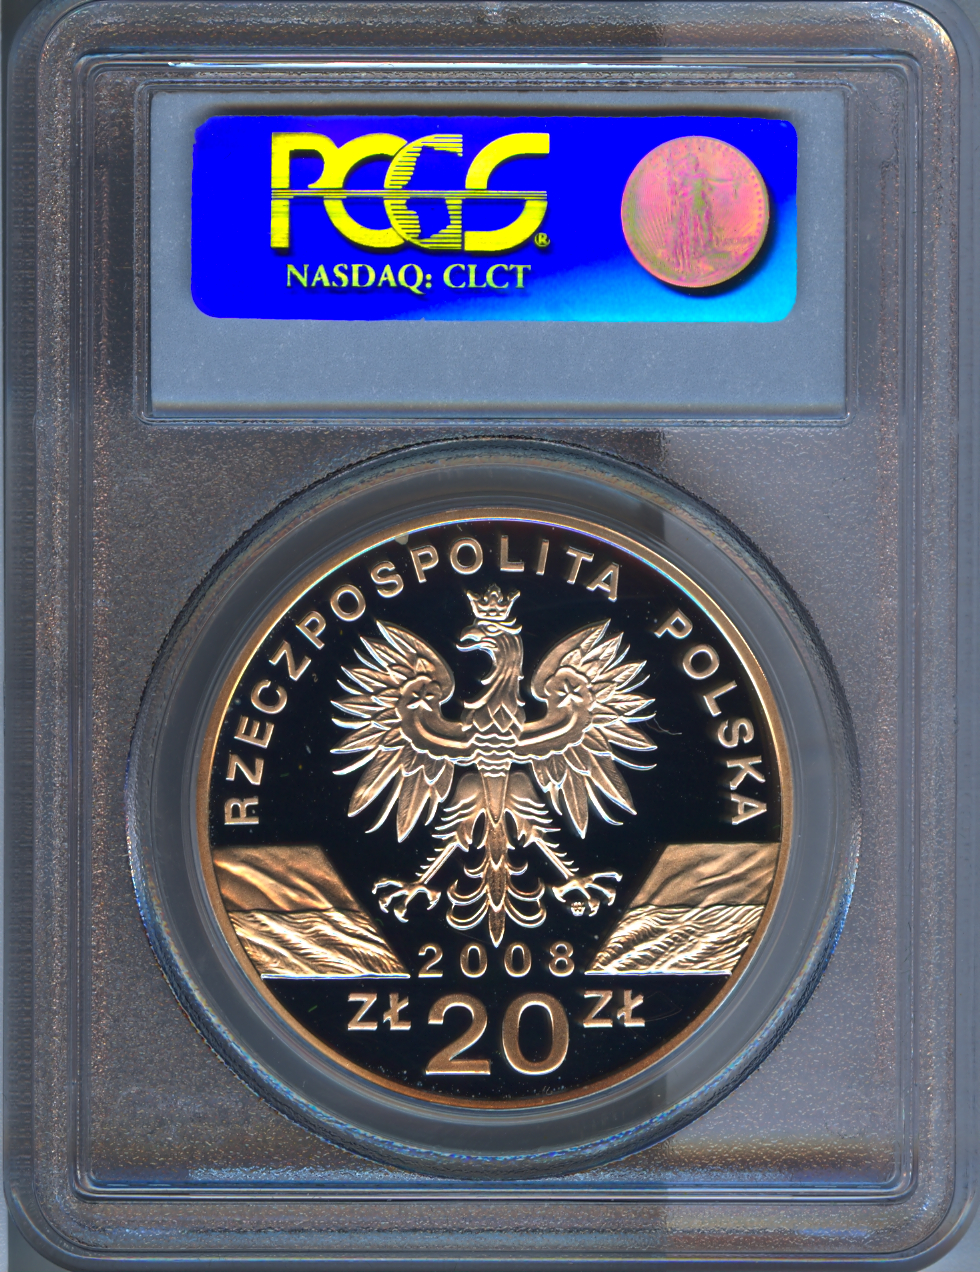 PCGS®
NASDAQ: CLCT
RZECZPOSPOLITA POLSKA
2008
ZŁ 20 ZŁ